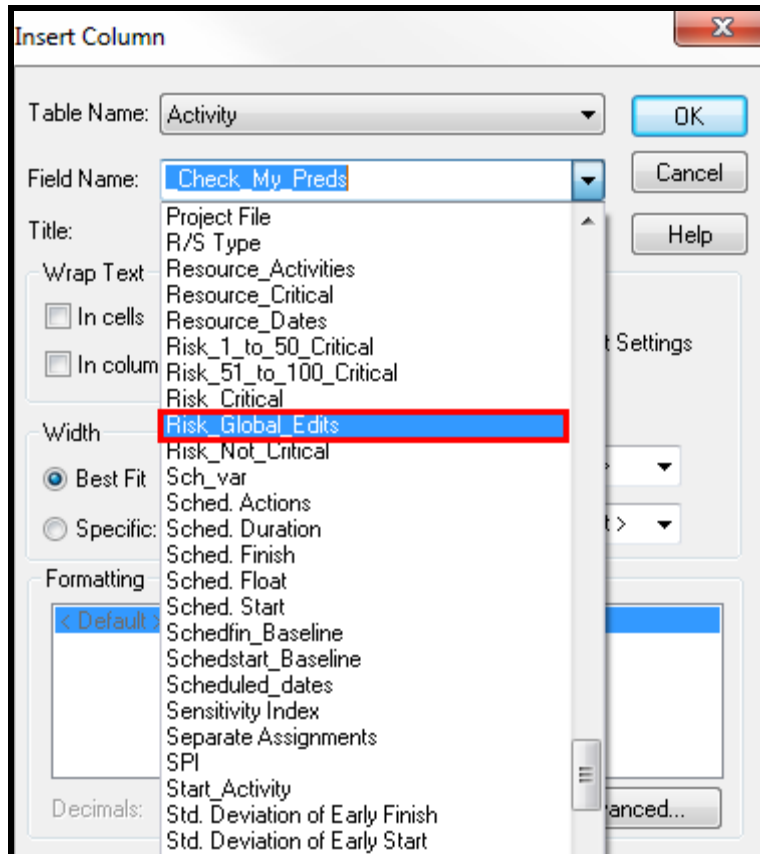 Insert Column
Table Name: Activity OK
Field Name: _Check_My_Preds Cancel
Title: Help
Project File
R/S Type
Wrap Text
Resource_Activities
Resource_Critical
In cells
Resource_Dates
Risk_1_to_50_Critical
Settings
In colum
Risk_51_to_100_Critical
Risk_Critical
Width
Risk_Global_Edits
Risk_Not_Critical
Best Fit
Sch_var
Sched. Actions
Specific:
Sched. Duration
Sched. Finish
Formatting
Sched. Float
< Default >
Sched. Start
Schedfin_Baseline
Schedstart_Baseline
Scheduled_dates
Sensitivity Index
Separate Assignments
SPI
Start_Activity
Decimals:
Std. Deviation of Early Finish
anced...
Std. Deviation of Early Start